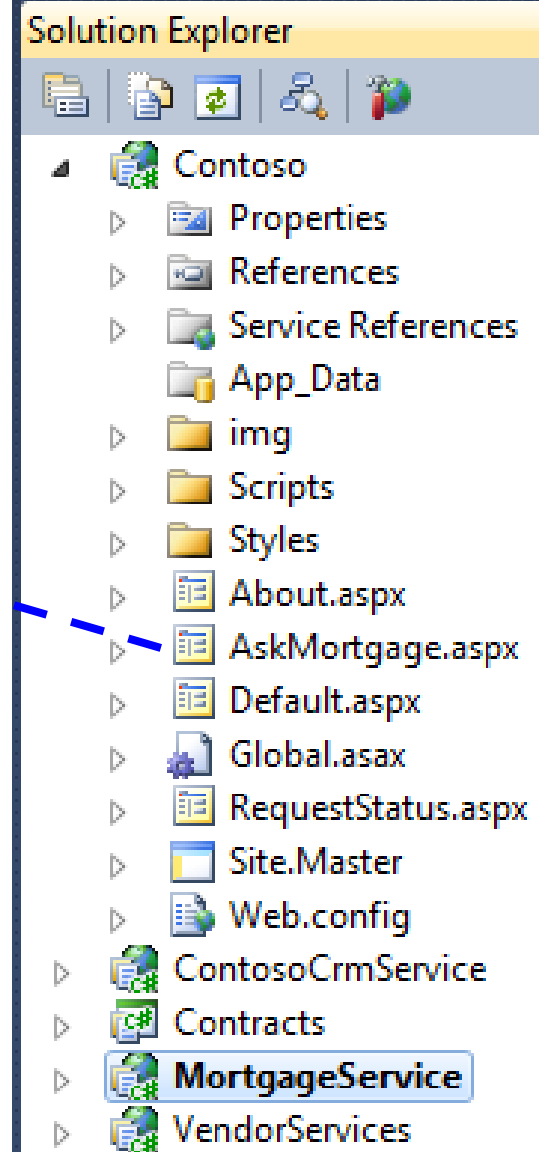 Solution Explorer
Contoso
Properties
References
Service References
App_Data
img
Scripts
Styles
About.aspx
AskMortgage.aspx
Default.aspx
Global.asax
RequestStatus.aspx
Site.Master
Web.config
ContosoCrmService
Contracts
MortgageService
VendorServices